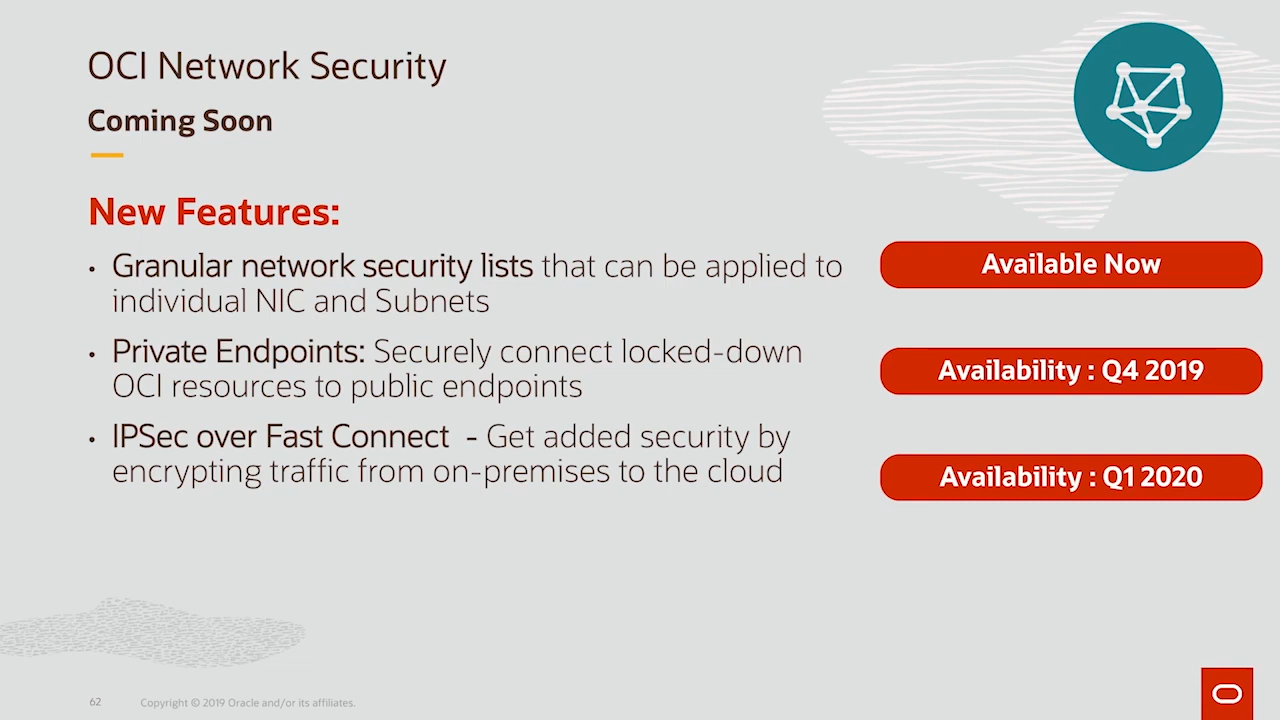 OCI Network Security
Coming Soon
New Features:
• Granular network security lists that can be applied to
individual NIC and Subnets
Available Now
• Private Endpoints: Securely connect locked-down
OCI resources to public endpoints
Availability : Q4 2019
• IPSec over Fast Connect - Get added security by
encrypting traffic from on-premises to the cloud
Availability : Q1 2020
62 Copyright © 2019 Oracle and/or its affiliates.